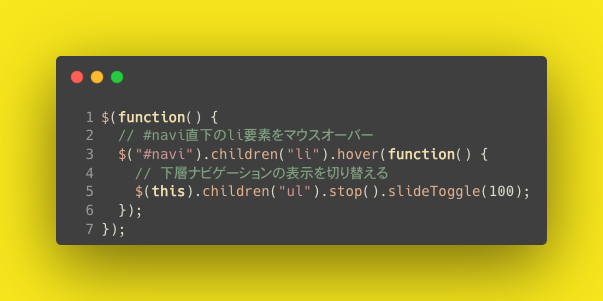 1 $(function() {
2   // #navi直下のli要素をマウスオーバー
3   $("#navi").children("li").hover(function() {
4     // 下層ナビゲーションの表示を切り替える
5     $(this).children("ul").stop().slideToggle(100);
6   });
7 });